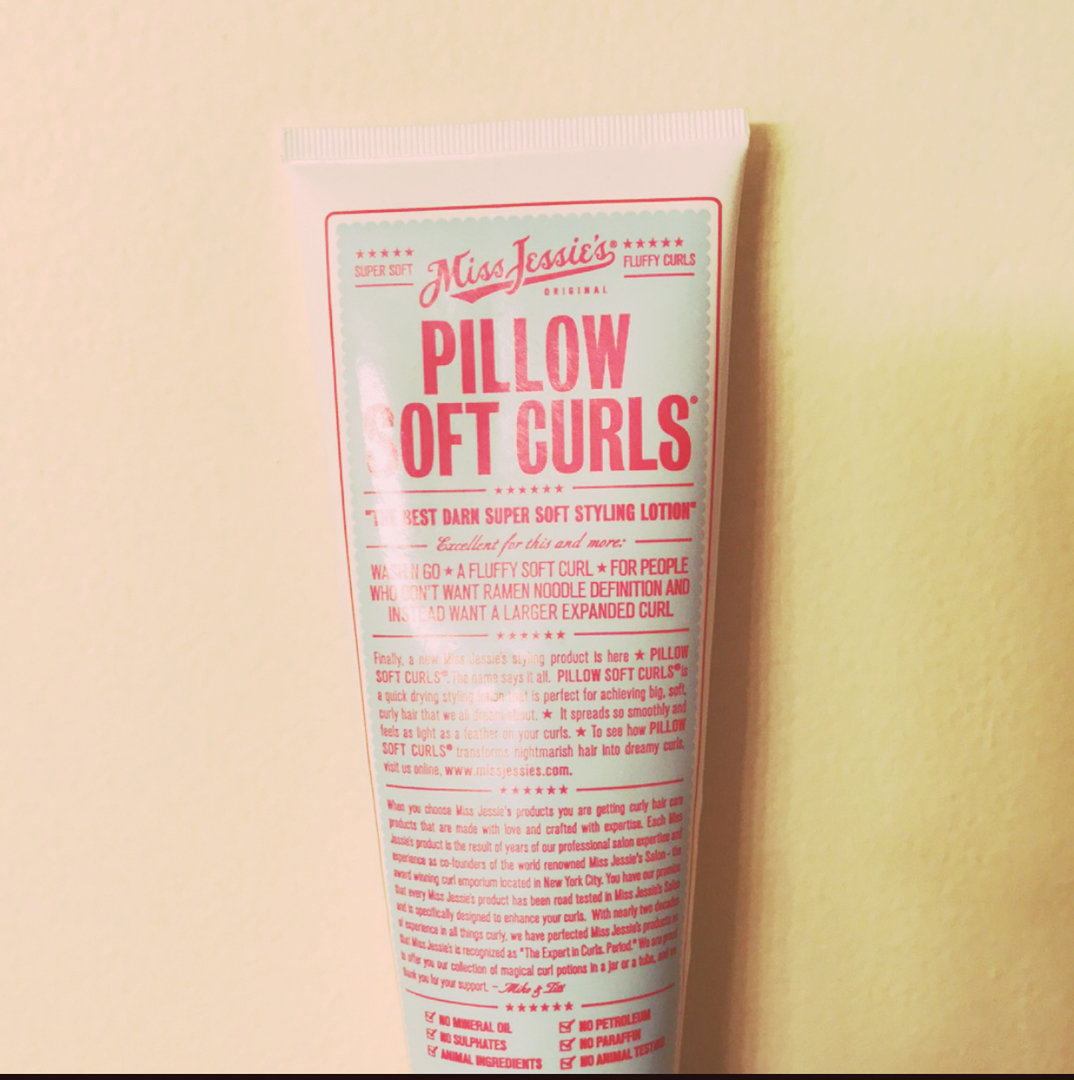 ★★★★★ Miss Jessie's® ★★★★★
SUPER SOFT FLUFFY CURLS
ORIGINAL
PILLOW
SOFT CURLS®
★★★★★★
"THE BEST DARN SUPER SOFT STYLING LOTION"
Excellent for this and more:
WASH N GO ★ A FLUFFY SOFT CURL ★ FOR PEOPLE
WHO DON'T WANT RAMEN NOODLE DEFINITION AND
INSTEAD WANT A LARGER EXPANDED CURL
★★★★★★
Finally, a new Miss Jessie's styling product is here ★ PILLOW
SOFT CURLS®. The name says it all. PILLOW SOFT CURLS® is
a quick drying styling lotion that is perfect for achieving big, soft,
curly hair that we all dream about. ★ It spreads so smoothly and
feels as light as a feather on your curls. ★ To see how PILLOW
SOFT CURLS® transforms nightmarish hair into dreamy curls,
visit us online, www.missjessies.com.
★★★★★★
When you choose Miss Jessie's products you are getting curly hair care
products that are made with love and crafted with expertise. Each Miss
Jessie's product is the result of years of our professional salon expertise and
experience as co-founders of the world renowned Miss Jessie's Salon - the
award winning curl emporium located in New York City. You have our promise
that every Miss Jessie's product has been road tested in Miss Jessie's Salon
and is specifically designed to enhance your curls. With nearly two decades
of experience in all things curly, we have perfected Miss Jessie's products so
that Miss Jessie's is recognized as "The Expert in Curls. Period." We are proud
to offer you our collection of magical curl potions in a jar or a tube, and we
thank you for your support. – Miko & Titi
★★★★★★
NO MINERAL OIL NO PETROLEUM
NO SULPHATES NO PARAFFIN
ANIMAL INGREDIENTS NO ANIMAL TESTING